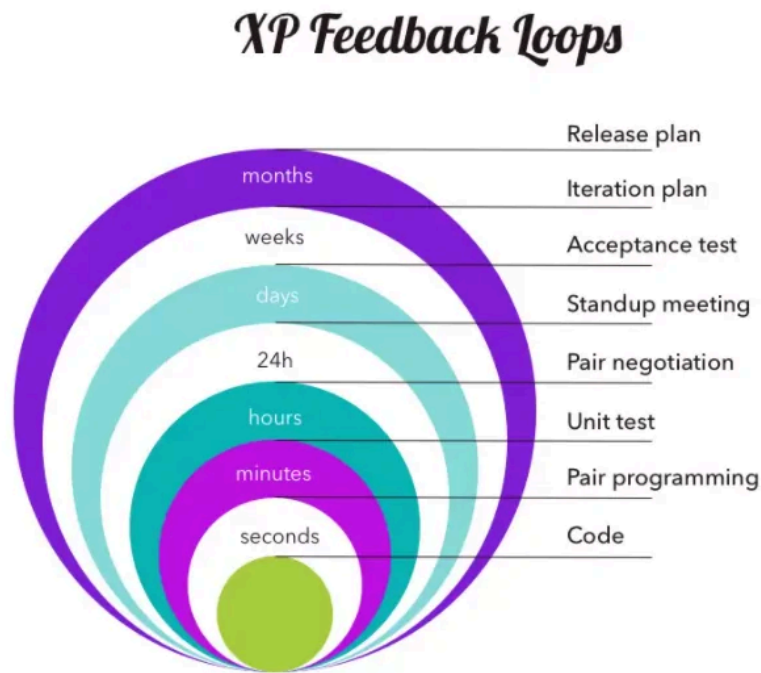 XP Feedback Loops
Release plan
months
Iteration plan
weeks
Acceptance test
days
Standup meeting
24h
Pair negotiation
hours
Unit test
minutes
Pair programming
seconds
Code